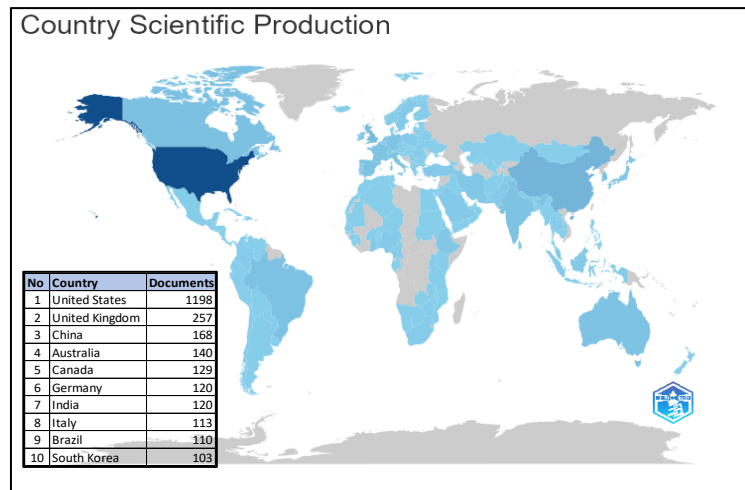 Country Scientific Production
No Country Documents
1 United States 1198
2 United Kingdom 257
3 China 168
4 Australia 140
5 Canada 129
6 Germany 120
7 India 120
8 Italy 113
9 Brazil 110
10 South Korea 103